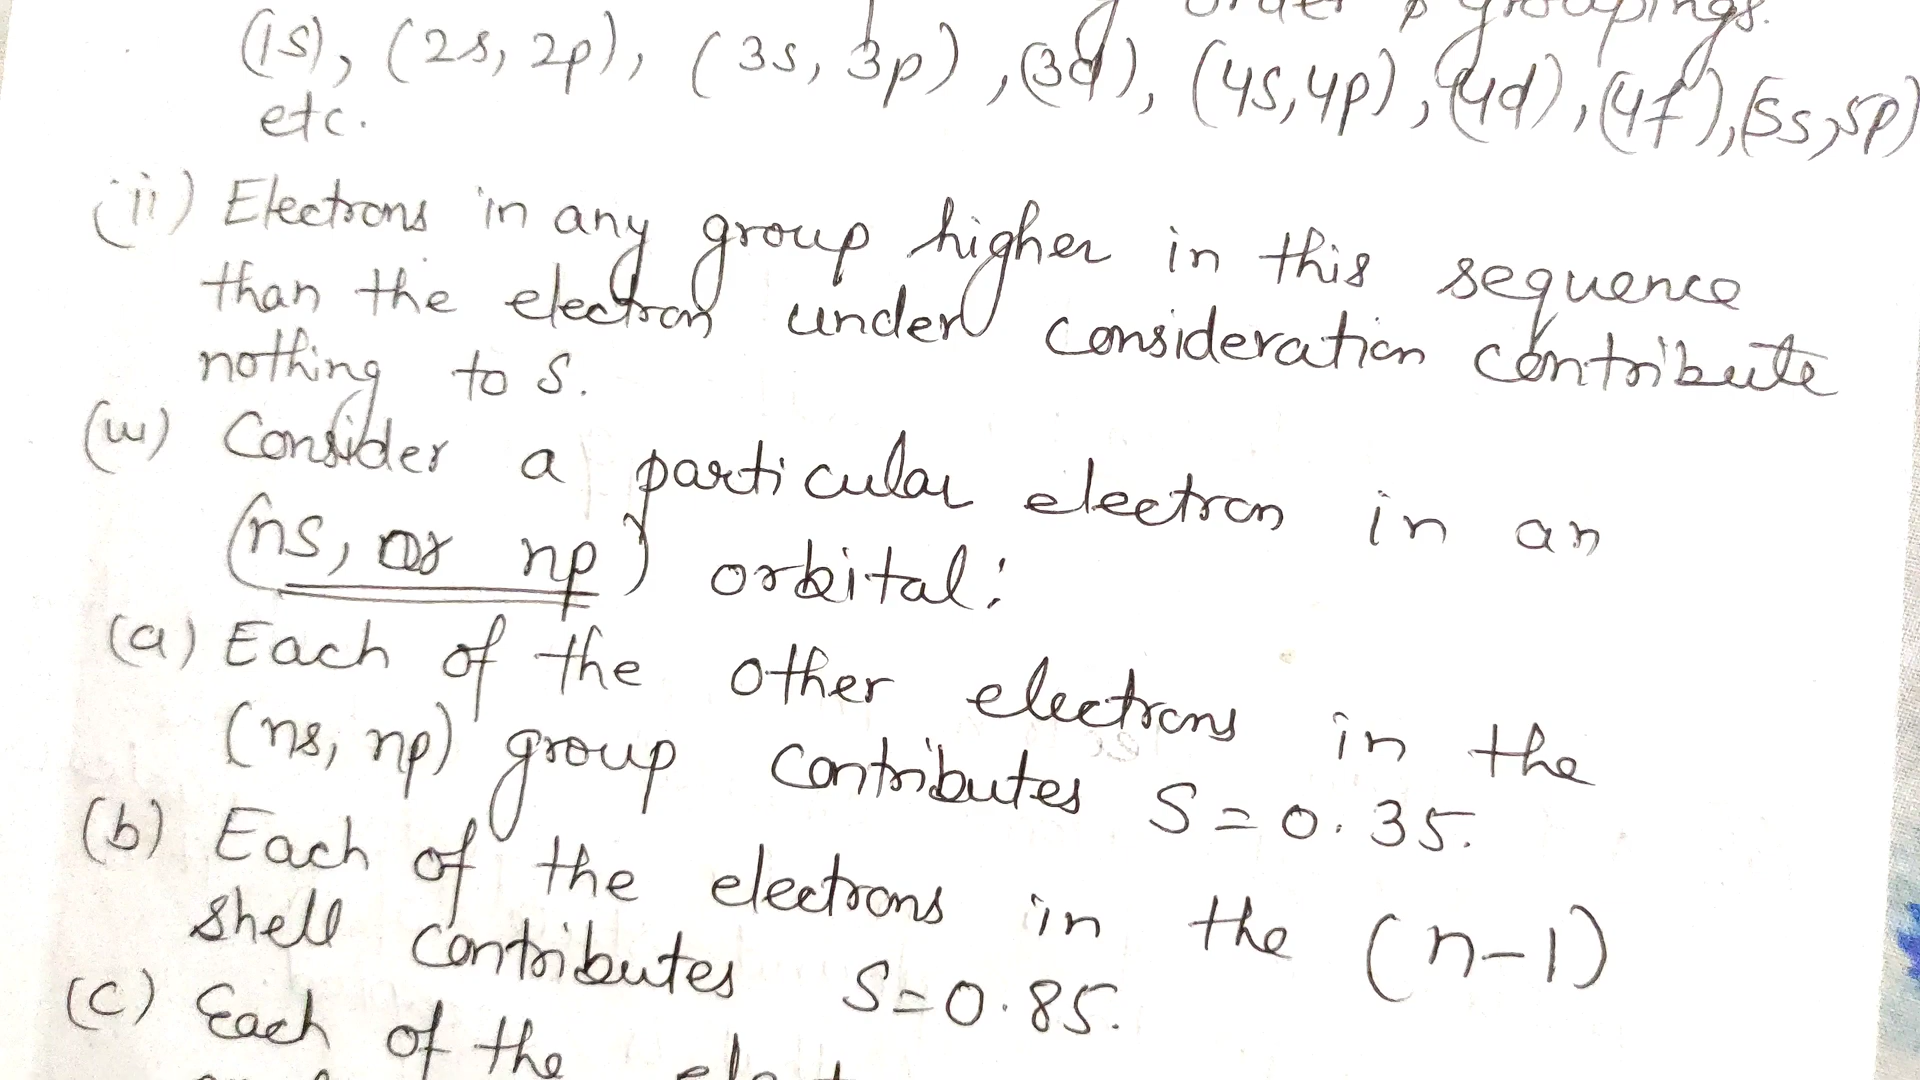 order & groupings.
(1s), (2s, 2p), (3s, 3p), (3d), (4s, 4p), (4d), (4f), (5s, 5p)
etc.
(ii) Electrons in any group higher in this sequence
than the electron under consideration contribute
nothing to S.
(iii) Consider a particular electron in an
(ns, or np) orbital:
(a) Each of the other electrons in the
(ns, np) group contributes S=0.35.
(b) Each of the electrons in the (n-1)
shell contributes S=0.85.
(c) Each of the